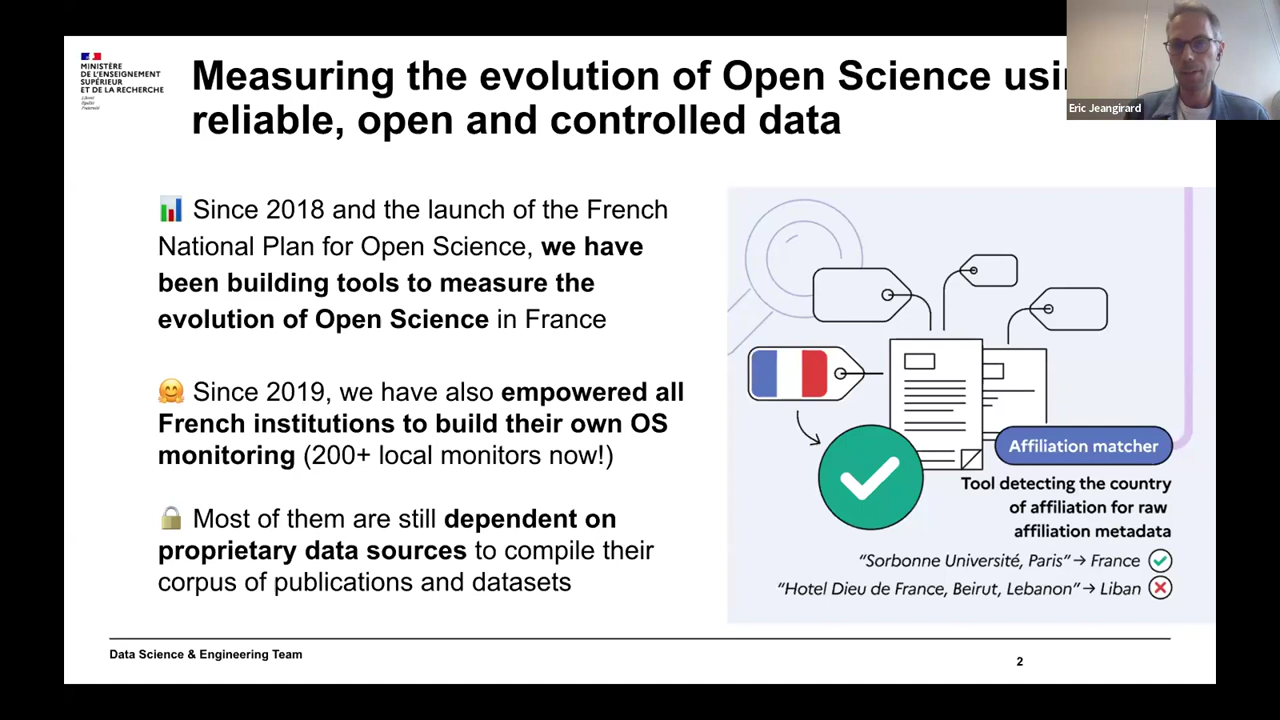 MINISTÈRE
DE L'ENSEIGNEMENT
SUPÉRIEUR
ET DE LA RECHERCHE
Liberté
Égalité
Fraternité
Measuring the evolution of Open Science usi
reliable, open and controlled data
Eric Jeangirard
📊 Since 2018 and the launch of the French
National Plan for Open Science, we have
been building tools to measure the
evolution of Open Science in France
🤗 Since 2019, we have also empowered all
French institutions to build their own OS
monitoring (200+ local monitors now!)
🔒 Most of them are still dependent on
proprietary data sources to compile their
corpus of publications and datasets
Affiliation matcher
Tool detecting the country
of affiliation for raw
affiliation metadata
“Sorbonne Université, Paris” → France
“Hotel Dieu de France, Beirut, Lebanon” → Liban
Data Science & Engineering Team
2